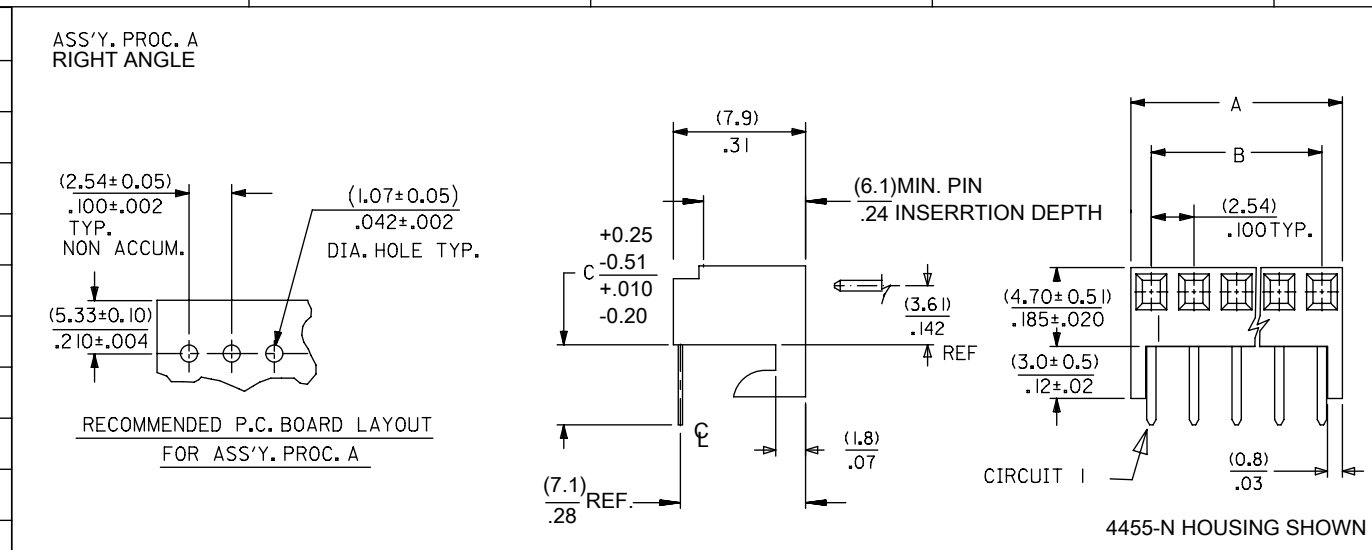 ASS'Y. PROC. A
RIGHT ANGLE
(2.54±0.05)
.100±.002
TYP.
NON ACCUM.
(1.07±0.05)
.042±.002
DIA. HOLE TYP.
(5.33±0.10)
.210±.004
RECOMMENDED P.C. BOARD LAYOUT
FOR ASS'Y. PROC. A
(7.9)
.31
(6.1) MIN. PIN
.24 INSERRTION DEPTH
+0.25
C -0.51
+.010
-0.20
(3.61)
.142
REF
℄
(1.8)
.07
(7.1)
.28 REF.
A
B
(2.54)
.100 TYP.
(4.70±0.51)
.185±.020
(3.0±0.5)
.12±.02
CIRCUIT 1
(0.8)
.03
4455-N HOUSING SHOWN